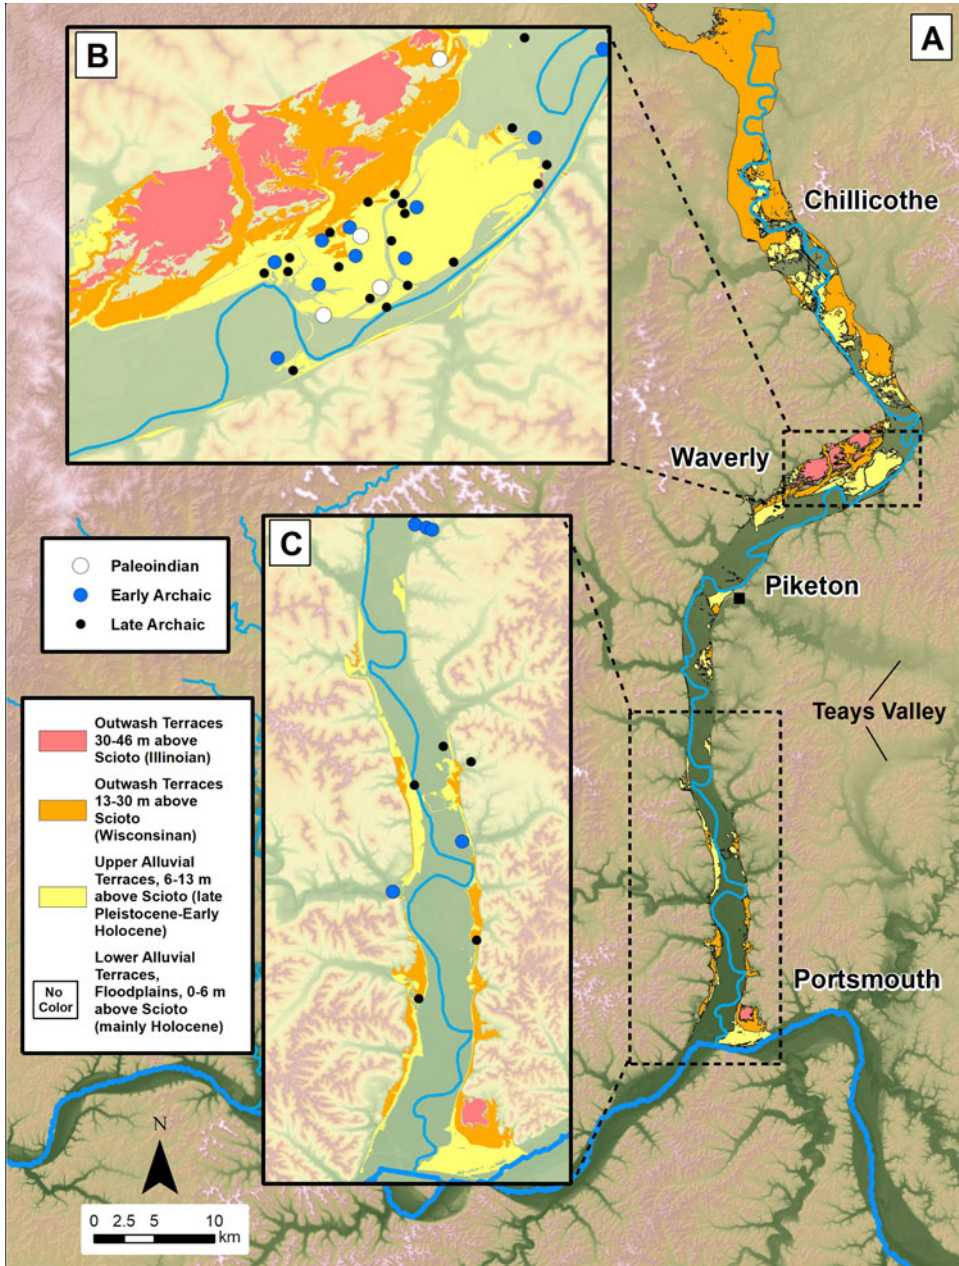 B
A
Chillicothe
Waverly
C
Piketon
Teays Valley
Portsmouth
Paleoindian
Early Archaic
Late Archaic
Outwash Terraces
30-46 m above
Scioto (Illinoian)
Outwash Terraces
13-30 m above
Scioto
(Wisconsinan)
Upper Alluvial
Terraces, 6-13 m
above Scioto (late
Pleistocene-Early
Holocene)
No
Color
Lower Alluvial
Terraces,
Floodplains, 0-6 m
above Scioto
(mainly Holocene)
N
0 2.5 5 10
km